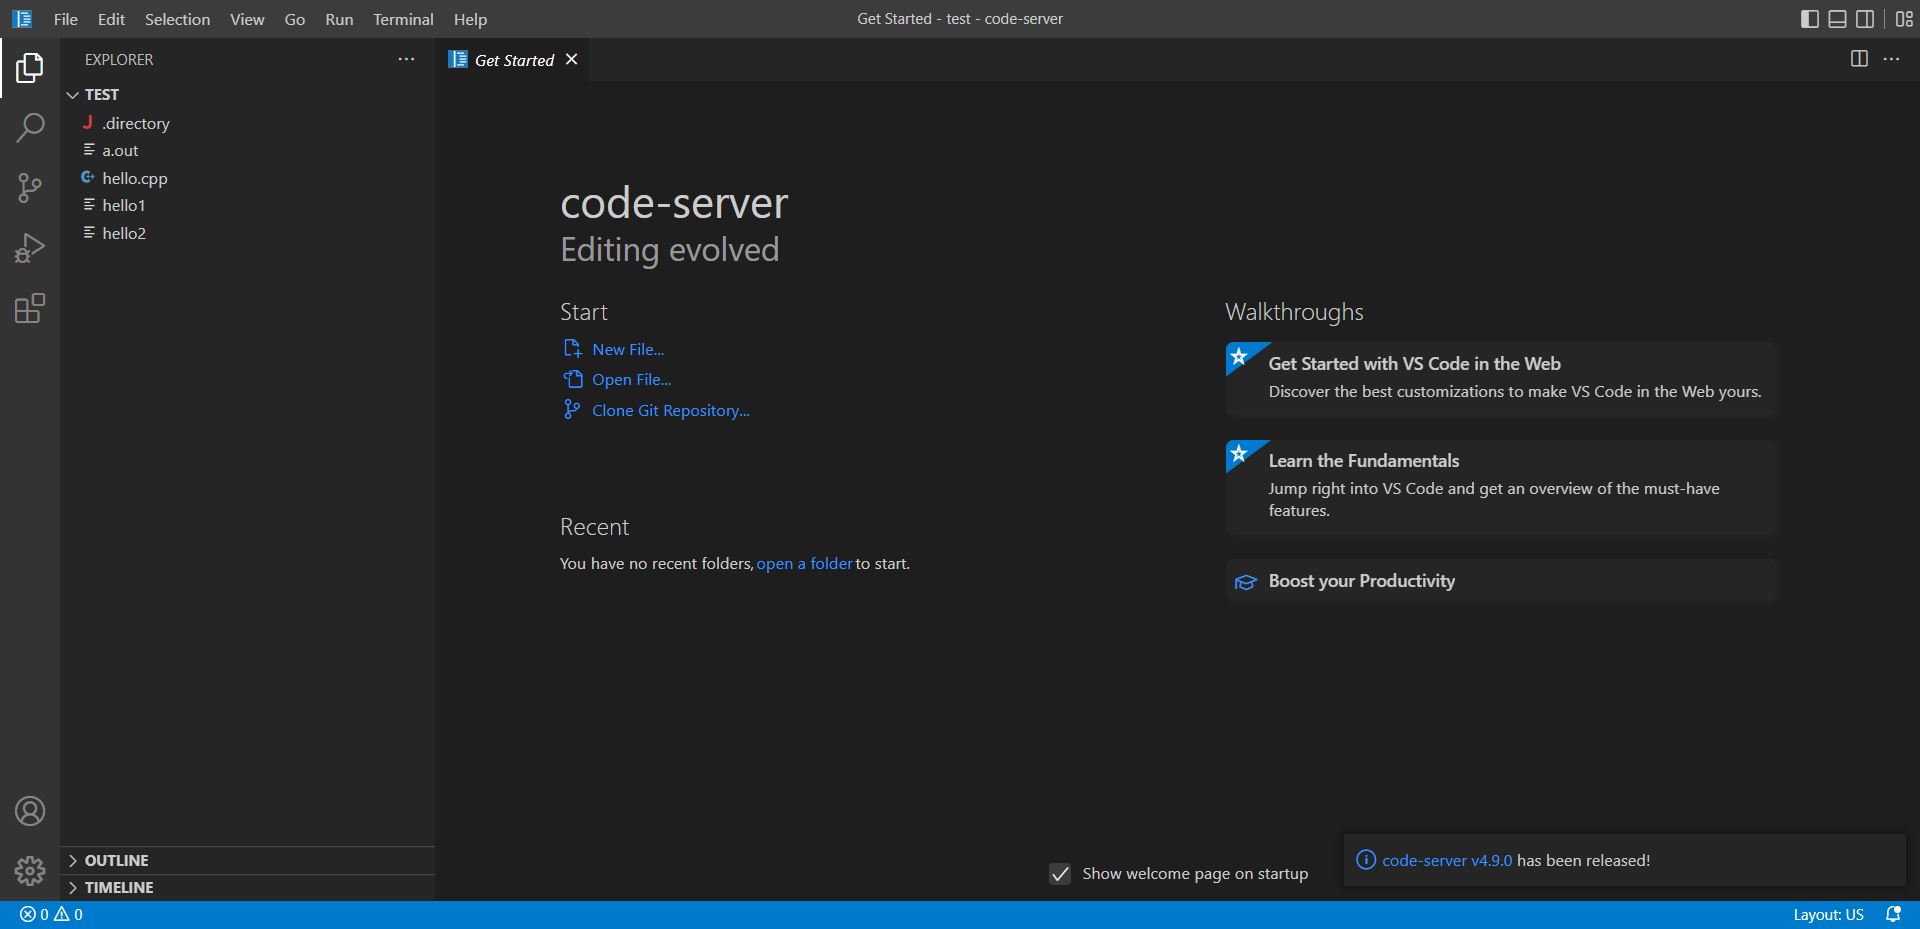 File Edit Selection View Go Run Terminal Help
Get Started - test - code-server
EXPLORER
TEST
.directory
a.out
hello.cpp
hello1
hello2
OUTLINE
TIMELINE
Get Started
code-server
Editing evolved
Start
New File...
Open File...
Clone Git Repository...
Recent
You have no recent folders, open a folder to start.
Walkthroughs
Get Started with VS Code in the Web
Discover the best customizations to make VS Code in the Web yours.
Learn the Fundamentals
Jump right into VS Code and get an overview of the must-have
features.
Boost your Productivity
Show welcome page on startup
code-server v4.9.0 has been released!
0 0
Layout: US